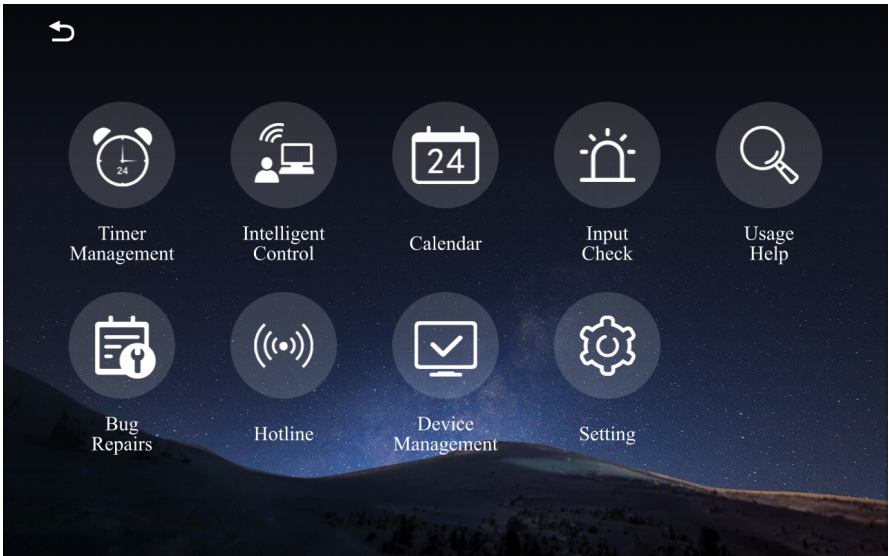 24
24
Timer
Management
Intelligent
Control
Calendar
Input
Check
Usage
Help
Bug
Repairs
Hotline
Device
Management
Setting